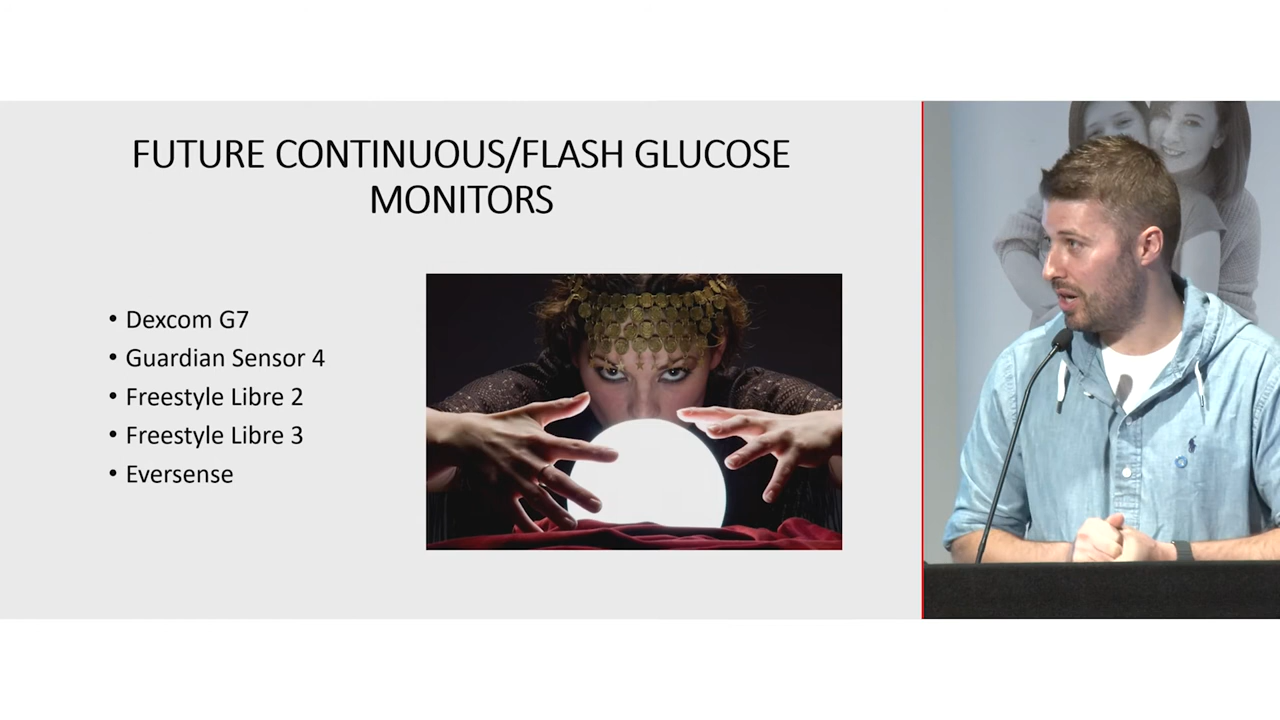 FUTURE CONTINUOUS/FLASH GLUCOSE
MONITORS
• Dexcom G7
• Guardian Sensor 4
• Freestyle Libre 2
• Freestyle Libre 3
• Eversense